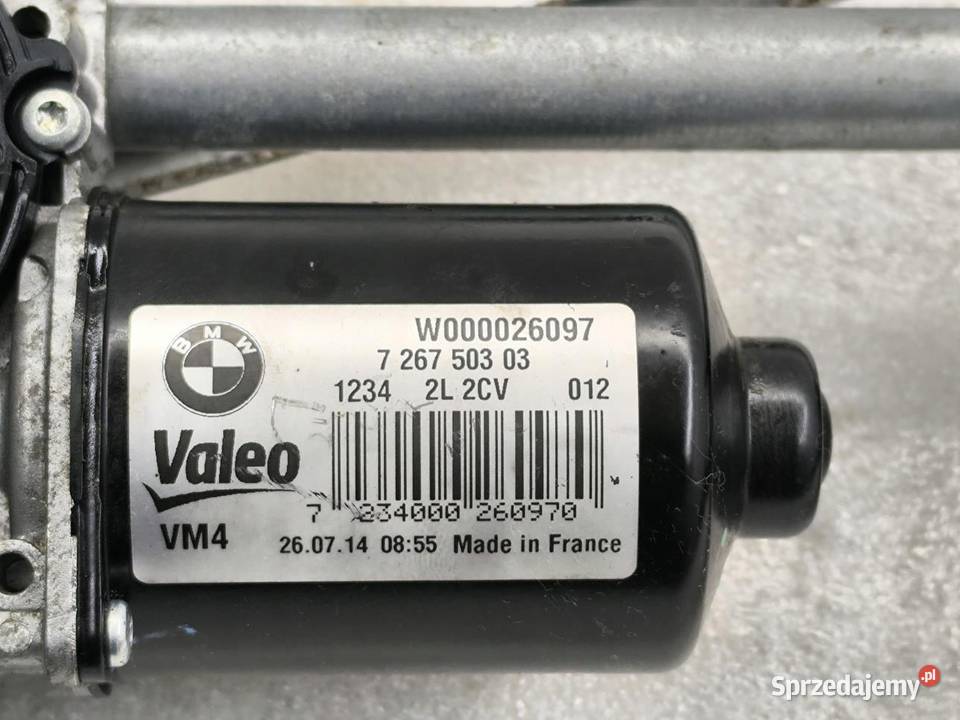 BMW
W000026097
7 267 503 03
1234 2L 2CV 012
Valeo
7 234000 260970
VM4
26.07.14 08:55 Made in France
Sprzedajemy.pl